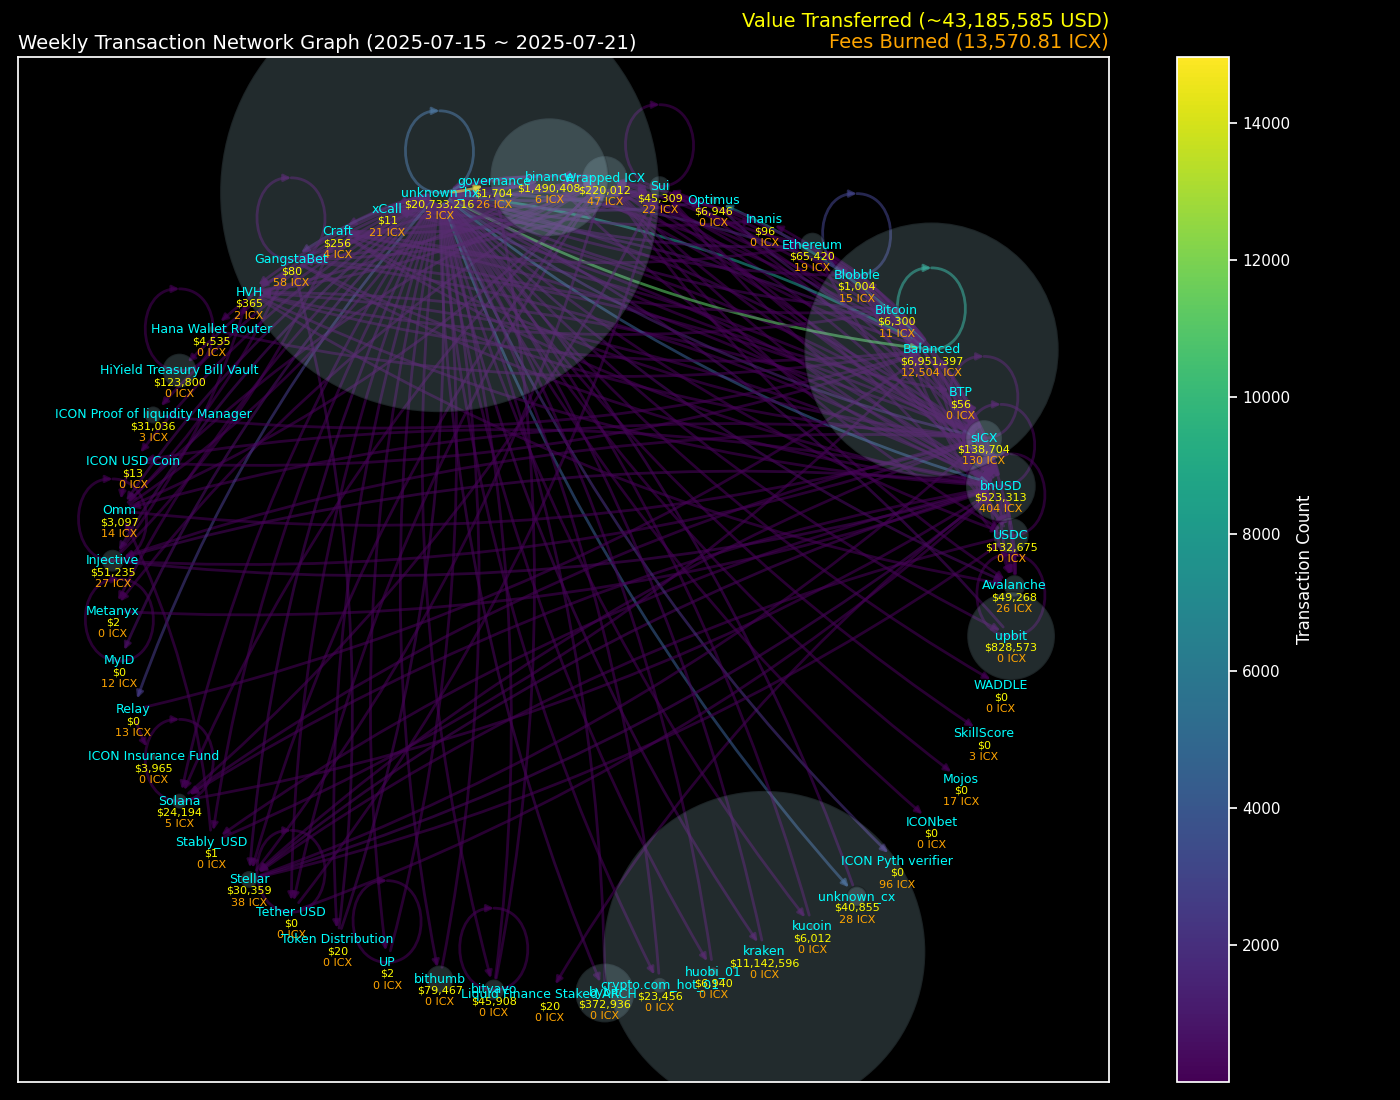 Value Transferred (~43,185,585 USD)
Weekly Transaction Network Graph (2025-07-15 ~ 2025-07-21)
Fees Burned (13,570.81 ICX)
unknown_hx
$20,733,216
3 ICX
governance
$1,704
26 ICX
binance
$1,490,408
6 ICX
Wrapped ICX
$220,012
47 ICX
Sui
$45,309
22 ICX
Optimus
$6,946
0 ICX
Inanis
$96
0 ICX
Ethereum
$65,420
19 ICX
Blobble
$1,004
15 ICX
Bitcoin
$6,300
11 ICX
Balanced
$6,951,397
12,504 ICX
BTP
$56
0 ICX
sICX
$138,704
130 ICX
bnUSD
$523,313
404 ICX
USDC
$132,675
0 ICX
Avalanche
$49,268
26 ICX
upbit
$828,573
0 ICX
WADDLE
$0
0 ICX
SkillScore
$0
3 ICX
Mojos
$0
17 ICX
ICONbet
$0
0 ICX
ICON Pyth verifier
$0
96 ICX
unknown_cx
$40,855
28 ICX
kucoin
$6,012
0 ICX
kraken
$11,142,596
0 ICX
huobi_01
$6,940
0 ICX
crypto.com_hot_01
$23,456
0 ICX
$372,936
0 ICX
Liquid Finance Staked ARCH
$20
0 ICX
bitvavo
$45,908
0 ICX
bithumb
$79,467
0 ICX
UP
$2
0 ICX
Token Distribution
$20
0 ICX
Tether USD
$0
0 ICX
Stellar
$30,359
38 ICX
Stably_USD
$1
0 ICX
Solana
$24,194
5 ICX
ICON Insurance Fund
$3,965
0 ICX
Relay
$0
13 ICX
MyID
$0
12 ICX
Metanyx
$2
0 ICX
Injective
$51,235
27 ICX
Omm
$3,097
14 ICX
ICON USD Coin
$13
0 ICX
ICON Proof of liquidity Manager
$31,036
3 ICX
HiYield Treasury Bill Vault
$123,800
0 ICX
Hana Wallet Router
$4,535
0 ICX
HVH
$365
2 ICX
GangstaBet
$80
58 ICX
Craft
$256
4 ICX
xCall
$11
21 ICX
14000
12000
10000
8000
6000
4000
2000
Transaction Count